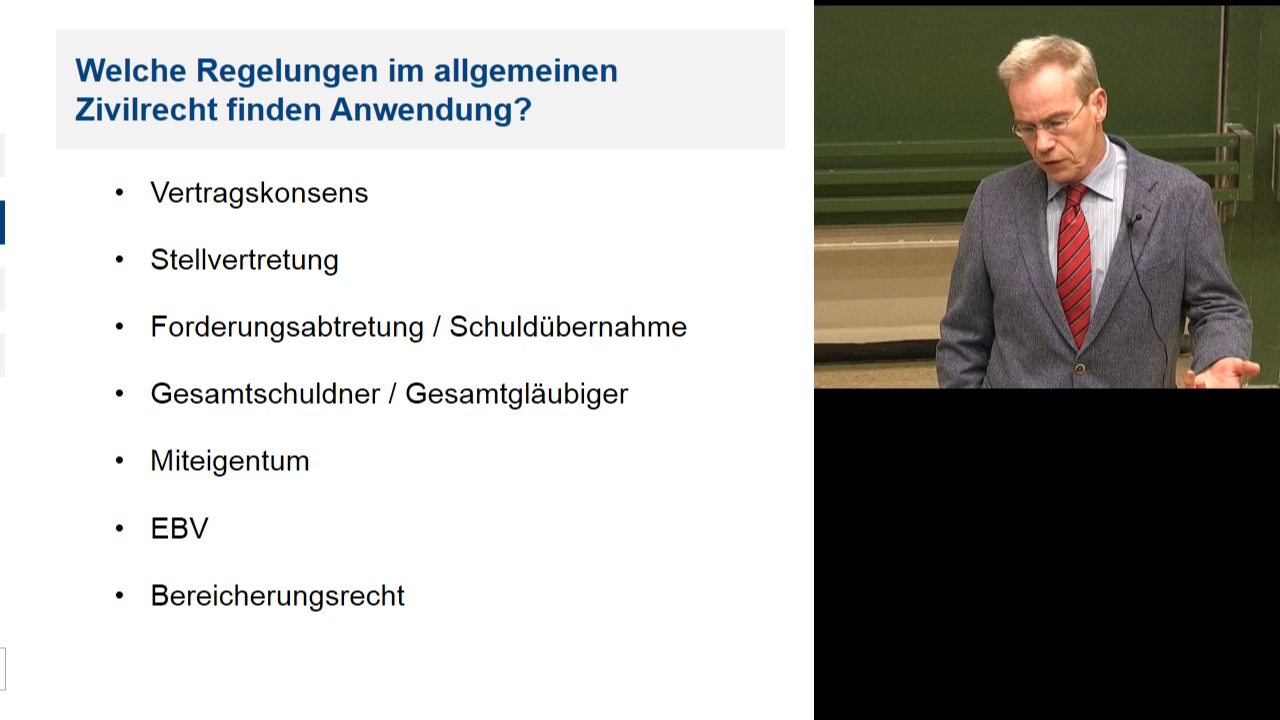 Welche Regelungen im allgemeinen
Zivilrecht finden Anwendung?
• Vertragskonsens
• Stellvertretung
• Forderungsabtretung / Schuldübernahme
• Gesamtschuldner / Gesamtgläubiger
• Miteigentum
• EBV
• Bereicherungsrecht